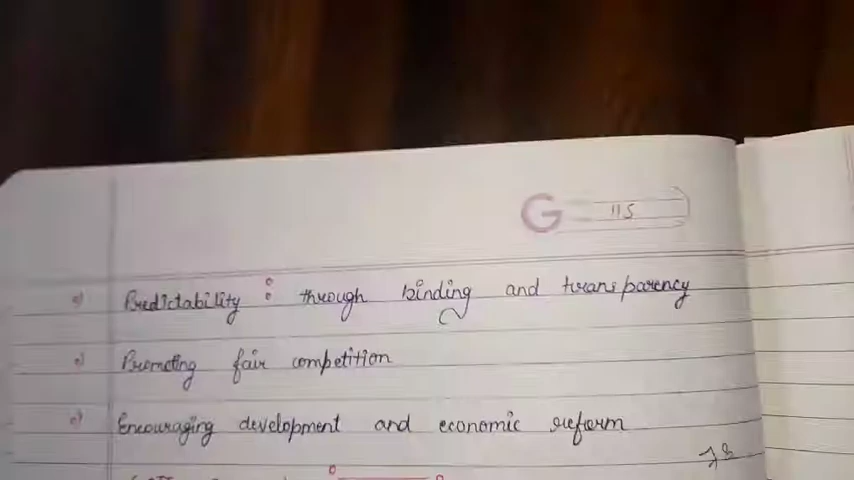 G 115
Predictability : through binding and transparency
Promoting fair competition
Encouraging development and economic reform